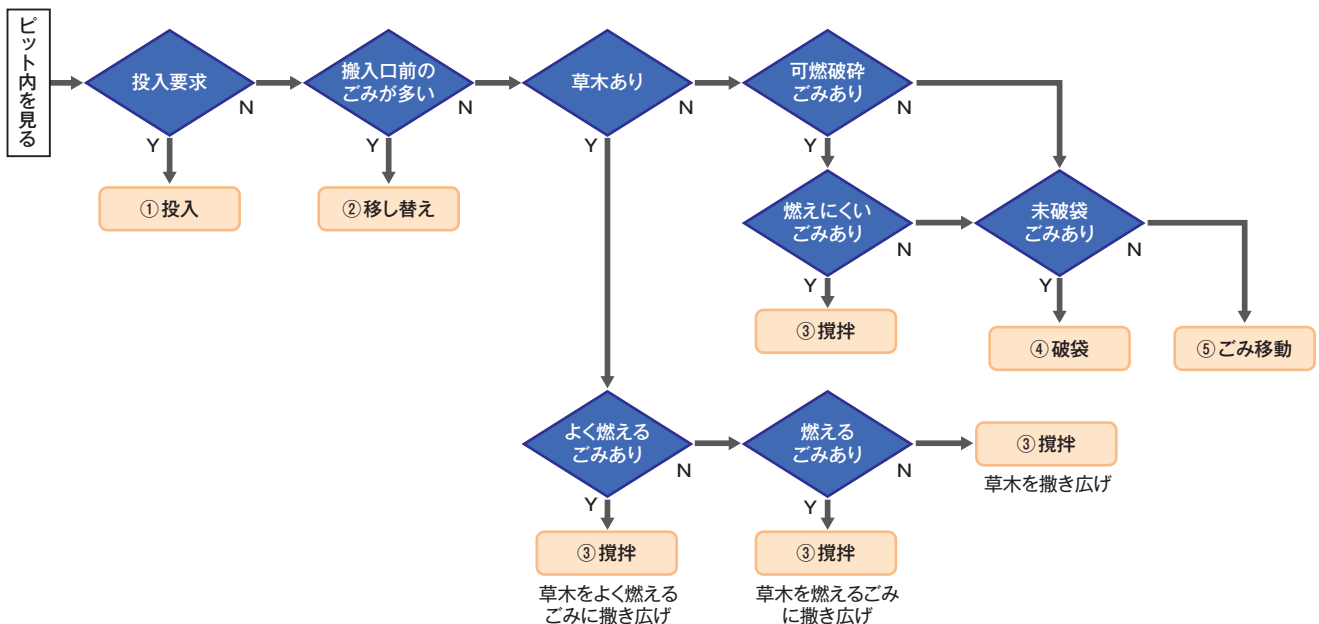 ピット内を見る
投入要求
N
Y
①投入
搬入口前の
ごみが多い
N
Y
②移し替え
草木あり
N
Y
可燃破砕
ごみあり
N
Y
燃えにくい
ごみあり
N
Y
③撹拌
未破袋
ごみあり
N
Y
④破袋
⑤ごみ移動
よく燃える
ごみあり
N
Y
③撹拌
草木をよく燃える
ごみに撒き広げ
燃える
ごみあり
N
Y
③撹拌
草木を燃えるごみ
に撒き広げ
③撹拌
草木を撒き広げ